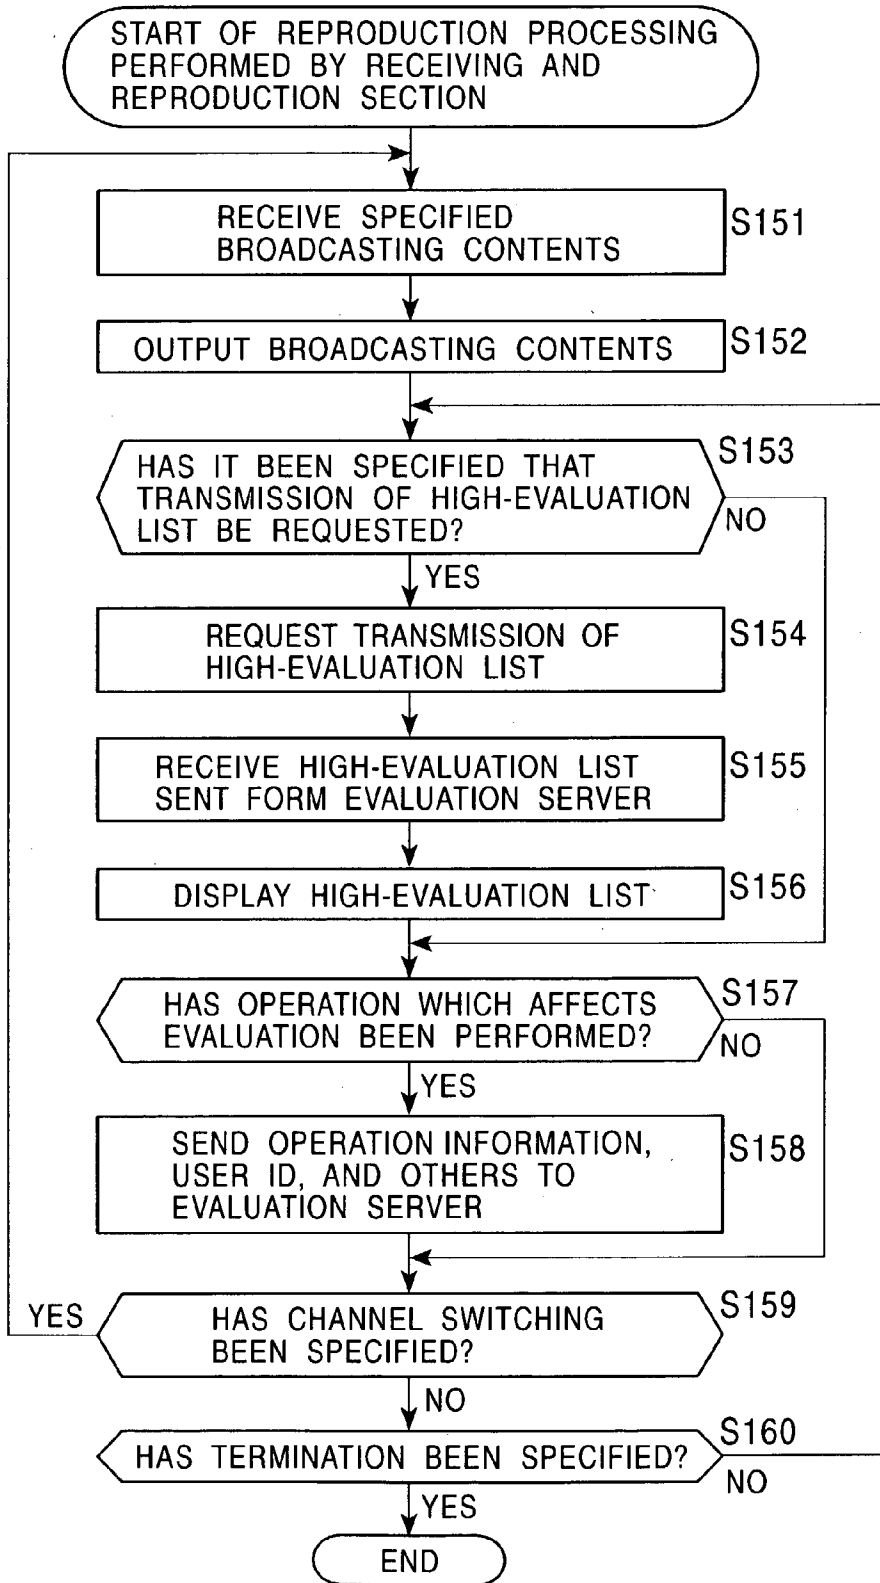 START OF REPRODUCTION PROCESSING
PERFORMED BY RECEIVING AND
REPRODUCTION SECTION
RECEIVE SPECIFIED
BROADCASTING CONTENTS
S151
OUTPUT BROADCASTING CONTENTS
S152
HAS IT BEEN SPECIFIED THAT
TRANSMISSION OF HIGH-EVALUATION
LIST BE REQUESTED?
S153
NO
YES
REQUEST TRANSMISSION OF
HIGH-EVALUATION LIST
S154
RECEIVE HIGH-EVALUATION LIST
SENT FORM EVALUATION SERVER
S155
DISPLAY HIGH-EVALUATION LIST
S156
HAS OPERATION WHICH AFFECTS
EVALUATION BEEN PERFORMED?
S157
NO
YES
SEND OPERATION INFORMATION,
USER ID, AND OTHERS TO
EVALUATION SERVER
S158
YES
HAS CHANNEL SWITCHING
BEEN SPECIFIED?
S159
NO
HAS TERMINATION BEEN SPECIFIED?
S160
NO
YES
END